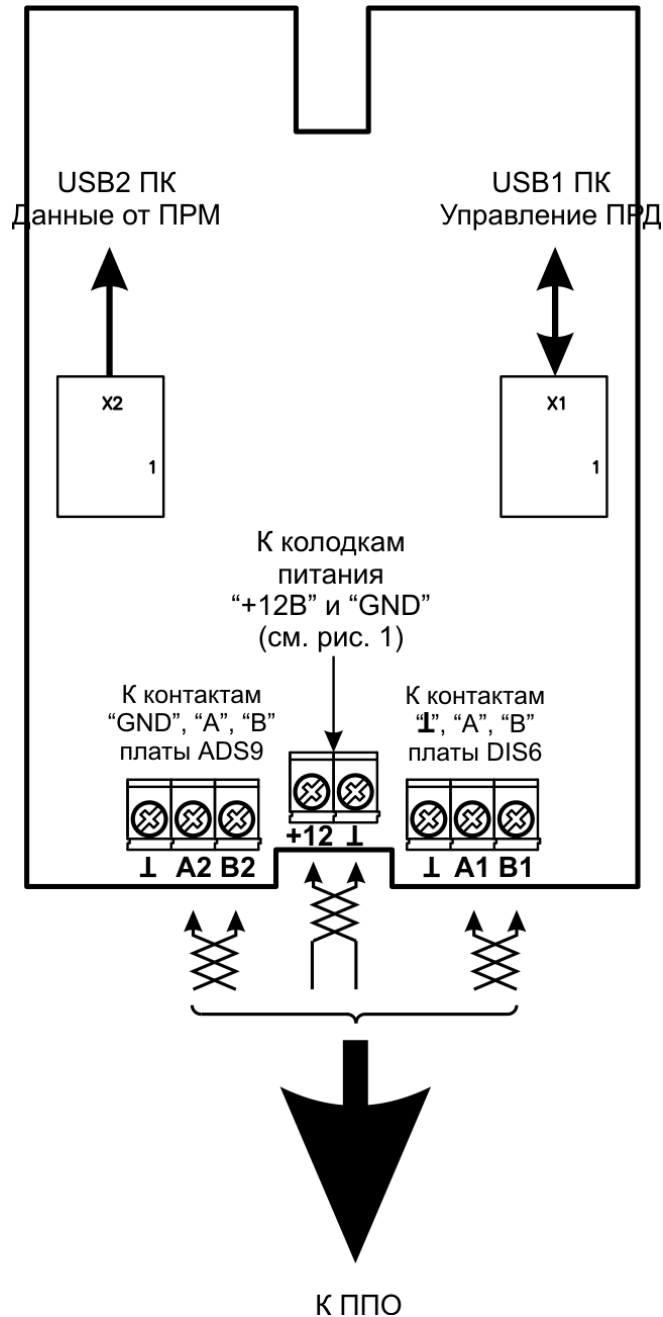 USB2 ПК
Данные от ПРМ
USB1 ПК
Управление ПРД
X2
1
X1
1
К колодкам
питания
“+12В” и “GND”
(см. рис. 1)
К контактам
“GND”, “А”, “В”
платы ADS9
К контактам
“⊥”, “А”, “В”
платы DIS6
⊥ A2 B2
+12 ⊥
⊥ A1 B1
К ППО